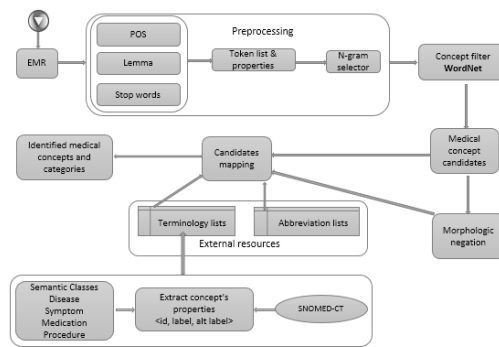 Preprocessing
POS
EMR
Lemma
Stop words
Token list &
properties
N-gram
selector
Concept filter
WordNet
Identified medical
concepts and
categories
Candidates
mapping
Medical
concept
candidates
Terminology lists
Abbreviation lists
External resources
Morphologic
negation
Semantic Classes
Disease
Symptom
Medication
Procedure
Extract concept's
properties
<id, label, alt label>
SNOMED-CT